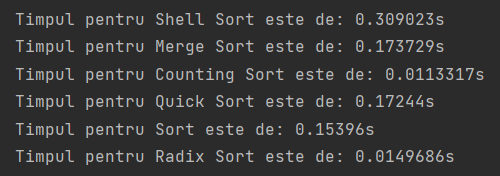 Timpul pentru Shell Sort este de: 0.309023s
Timpul pentru Merge Sort este de: 0.173729s
Timpul pentru Counting Sort este de: 0.0113317s
Timpul pentru Quick Sort este de: 0.17244s
Timpul pentru Sort este de: 0.15396s
Timpul pentru Radix Sort este de: 0.0149686s